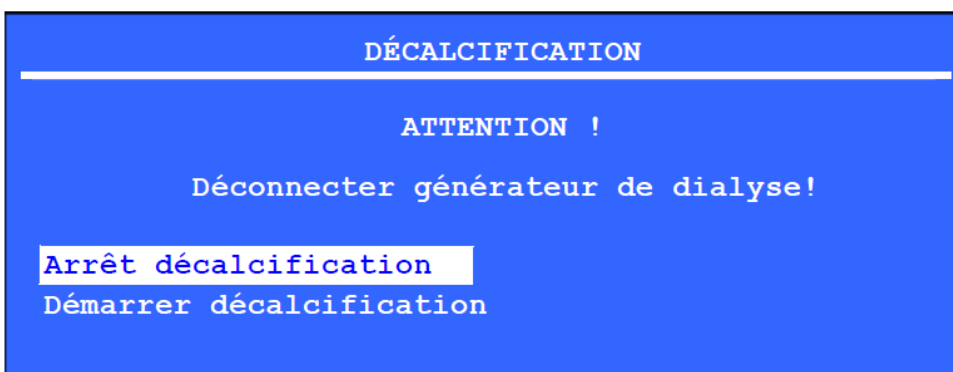 DÉCALCIFICATION
ATTENTION !
Déconnecter générateur de dialyse!
Arrêt décalcification
Démarrer décalcification